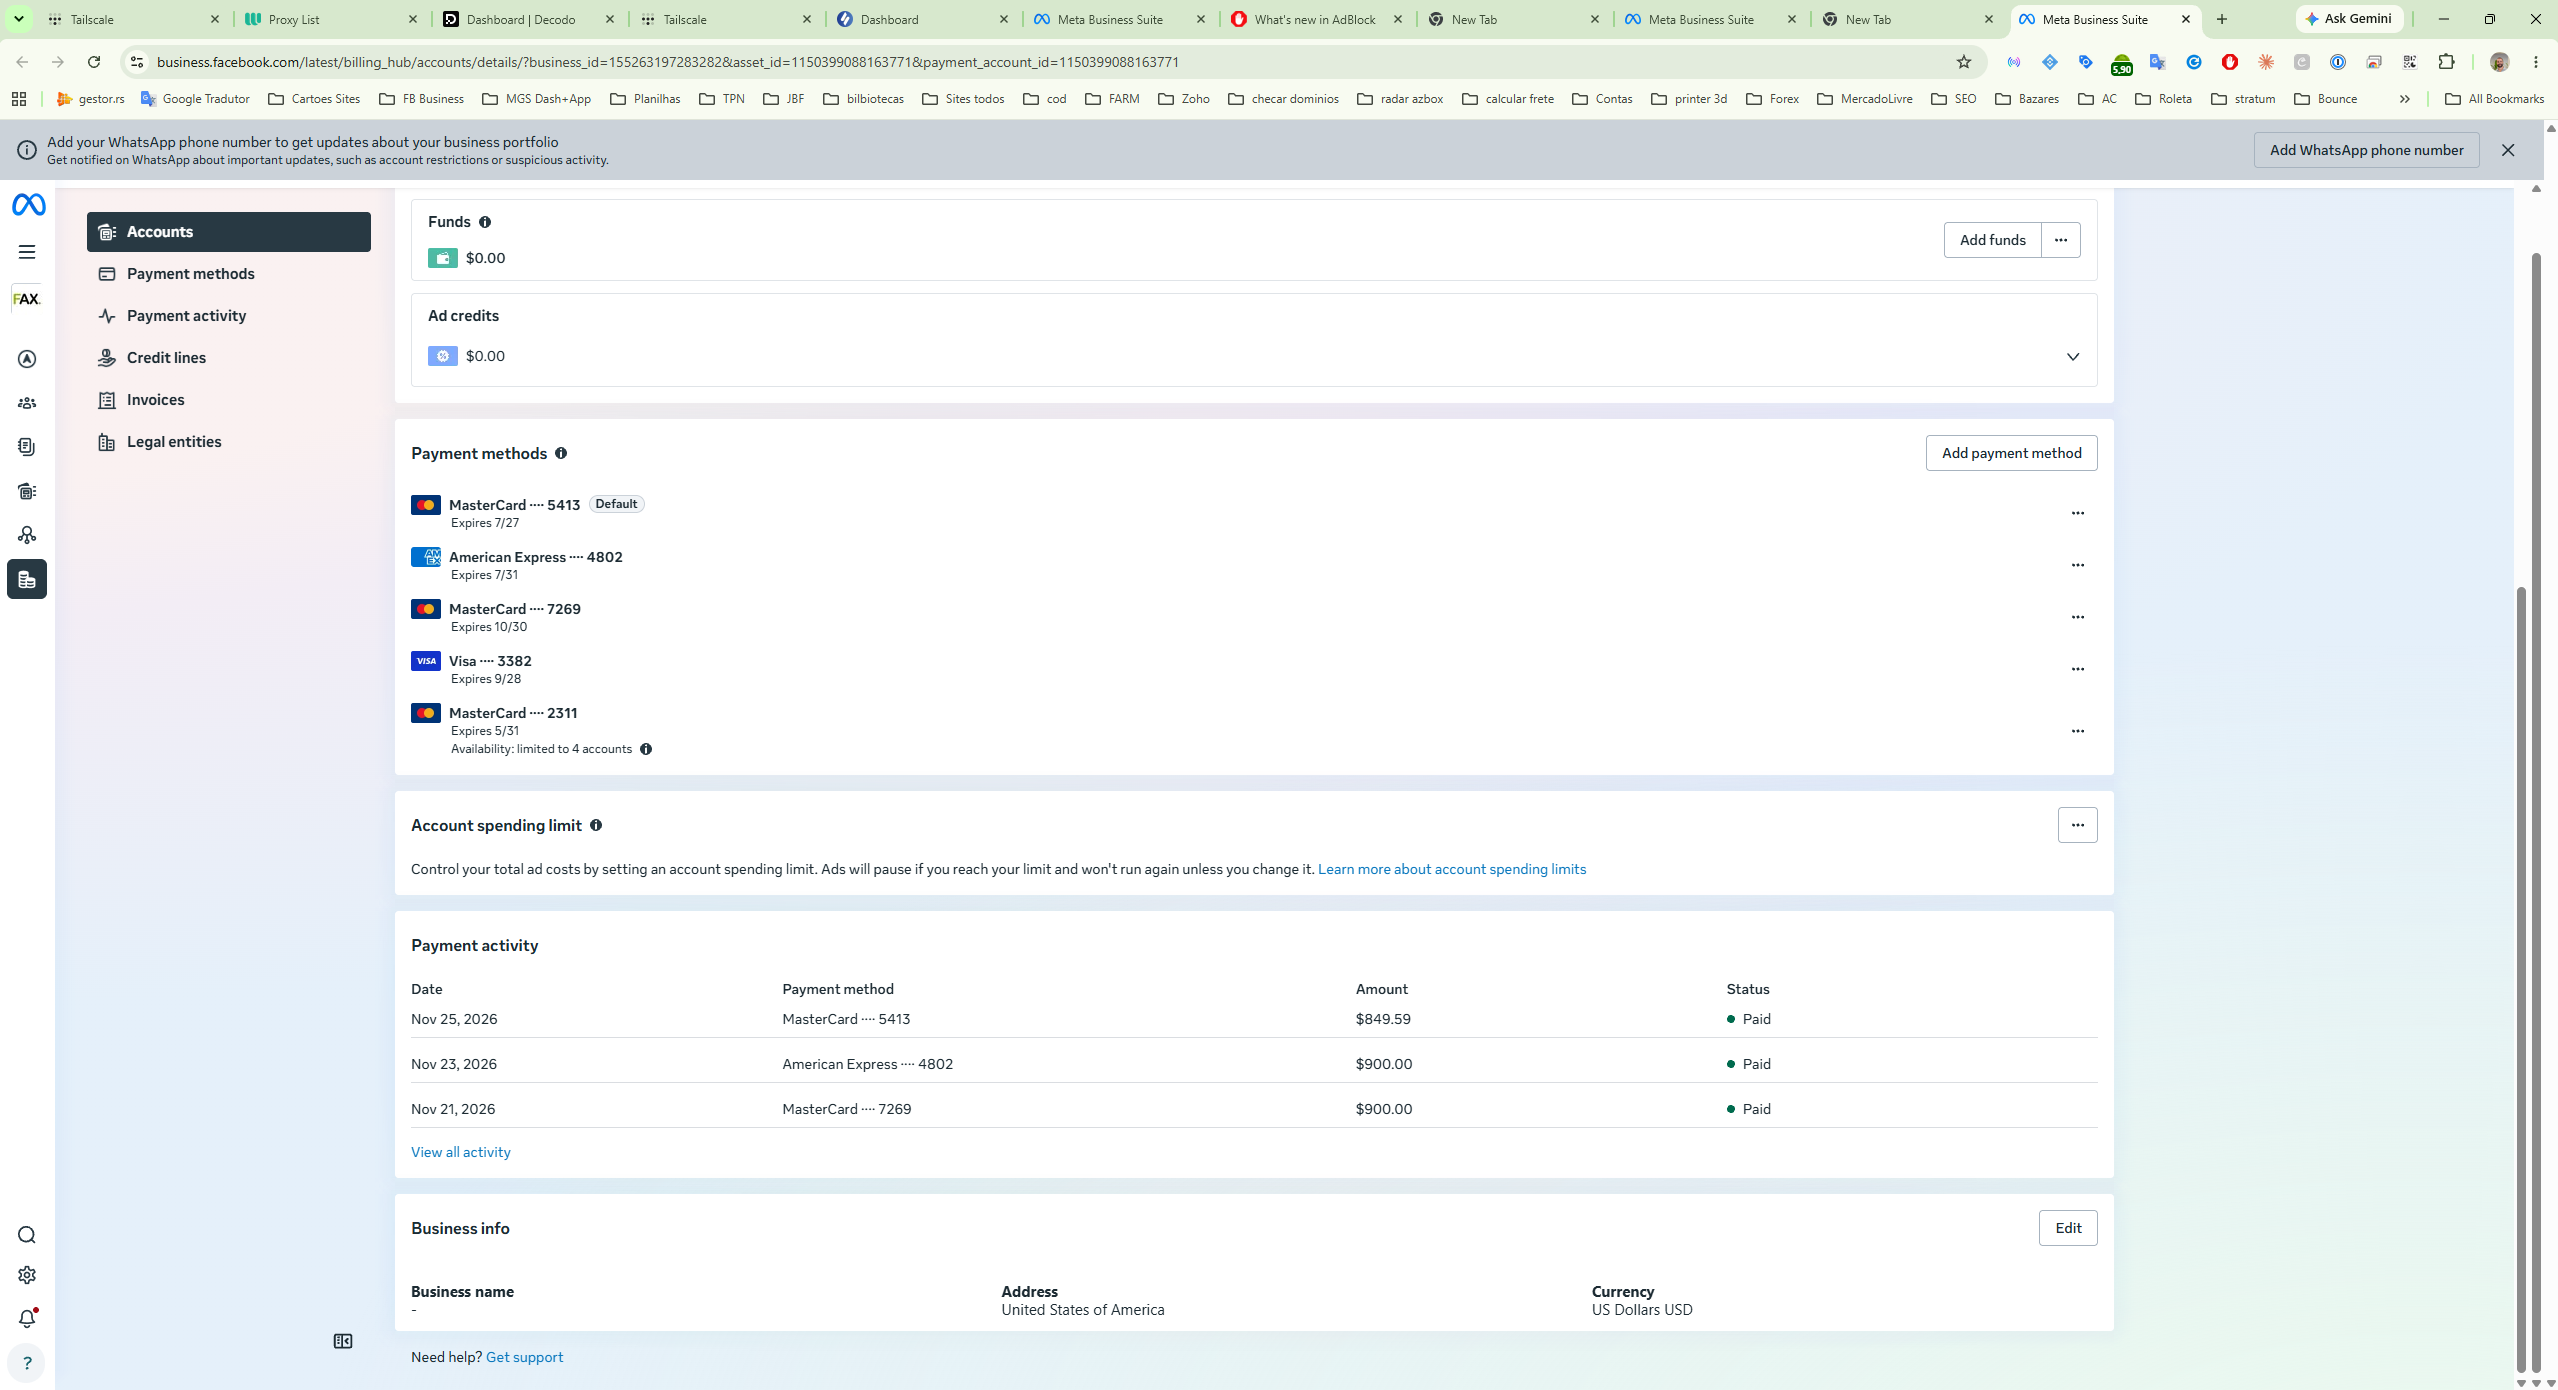 Tailscale
Proxy List
Dashboard | Decodo
Tailscale
Dashboard
Meta Business Suite
What's new in AdBlock
New Tab
Meta Business Suite
New Tab
Meta Business Suite
Ask Gemini
business.facebook.com/latest/billing_hub/accounts/details/?business_id=1552631972832828&asset_id=1150399088163771&payment_account_id=1150399088163771
5,90
gestor.rs
Google Tradutor
Cartoes Sites
FB Business
MGS Dash+App
Planilhas
TPN
JBF
bilbiotecas
Sites todos
cod
FARM
Zoho
checar dominios
radar azbox
calcular frete
Contas
printer 3d
Forex
MercadoLivre
SEO
Bazares
AC
Roleta
stratum
Bounce
All Bookmarks
Add your WhatsApp phone number to get updates about your business portfolio
Get notified on WhatsApp about important updates, such as account restrictions or suspicious activity.
Add WhatsApp phone number
FAX.
Accounts
Payment methods
Payment activity
Credit lines
Invoices
Legal entities
Funds
$0.00
Add funds
Ad credits
$0.00
Payment methods
Add payment method
MasterCard ···· 5413 Default
Expires 7/27
AM EX
American Express ···· 4802
Expires 7/31
MasterCard ···· 7269
Expires 10/30
VISA
Visa ···· 3382
Expires 9/28
MasterCard ···· 2311
Expires 5/31
Availability: limited to 4 accounts
Account spending limit
Control your total ad costs by setting an account spending limit. Ads will pause if you reach your limit and won't run again unless you change it. Learn more about account spending limits
Payment activity
Date Payment method Amount Status
Nov 25, 2026 MasterCard ···· 5413 $849.59 Paid
Nov 23, 2026 American Express ···· 4802 $900.00 Paid
Nov 21, 2026 MasterCard ···· 7269 $900.00 Paid
View all activity
Business info
Edit
Business name Address Currency
- United States of America US Dollars USD
Need help? Get support